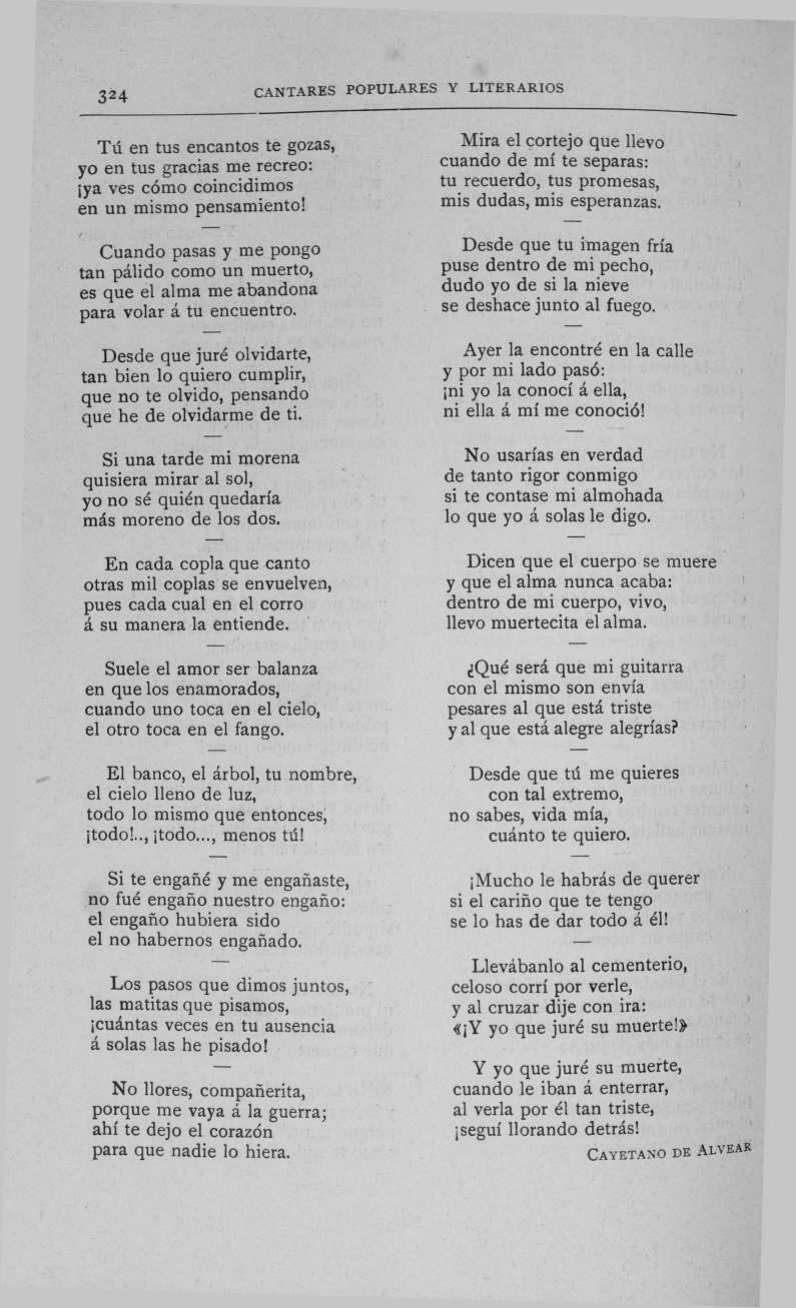 324
CANTARES POPULARES Y LITERARIOS
Tú en tus encantos te gozas,
yo en tus gracias me recreo:
¡ya ves cómo coincidimos
en un mismo pensamiento!
—
Cuando pasas y me pongo
tan pálido como un muerto,
es que el alma me abandona
para volar á tu encuentro.
—
Desde que juré olvidarte,
tan bien lo quiero cumplir,
que no te olvido, pensando
que he de olvidarme de ti.
—
Si una tarde mi morena
quisiera mirar al sol,
yo no sé quién quedaría
más moreno de los dos.
—
En cada copla que canto
otras mil coplas se envuelven,
pues cada cual en el corro
á su manera la entiende.
—
Suele el amor ser balanza
en que los enamorados,
cuando uno toca en el cielo,
el otro toca en el fango.
—
El banco, el árbol, tu nombre,
el cielo lleno de luz,
todo lo mismo que entonces,
¡todo!.., ¡todo..., menos tú!
—
Si te engañé y me engañaste,
no fué engaño nuestro engaño:
el engaño hubiera sido
el no habernos engañado.
—
Los pasos que dimos juntos,
las matitas que pisamos,
¡cuántas veces en tu ausencia
á solas las he pisado!
—
No llores, compañerita,
porque me vaya á la guerra;
ahí te dejo el corazón
para que nadie lo hiera.
Mira el cortejo que llevo
cuando de mí te separas:
tu recuerdo, tus promesas,
mis dudas, mis esperanzas.
—
Desde que tu imagen fría
puse dentro de mi pecho,
dudo yo de si la nieve
se deshace junto al fuego.
—
Ayer la encontré en la calle
y por mi lado pasó:
¡ni yo la conocí á ella,
ni ella á mí me conoció!
—
No usarías en verdad
de tanto rigor conmigo
si te contase mi almohada
lo que yo á solas le digo.
—
Dicen que el cuerpo se muere
y que el alma nunca acaba:
dentro de mi cuerpo, vivo,
llevo muertecita el alma.
—
¿Qué será que mi guitarra
con el mismo son envía
pesares al que está triste
y al que está alegre alegrías?
—
Desde que tú me quieres
con tal extremo,
no sabes, vida mía,
cuánto te quiero.
—
¡Mucho le habrás de querer
si el cariño que te tengo
se lo has de dar todo á él!
—
Llevábanlo al cementerio,
celoso corrí por verle,
y al cruzar dije con ira:
«¡Y yo que juré su muerte!»
Y yo que juré su muerte,
cuando le iban á enterrar,
al verla por él tan triste,
¡seguí llorando detrás!
CAYETANO DE ALVEAR